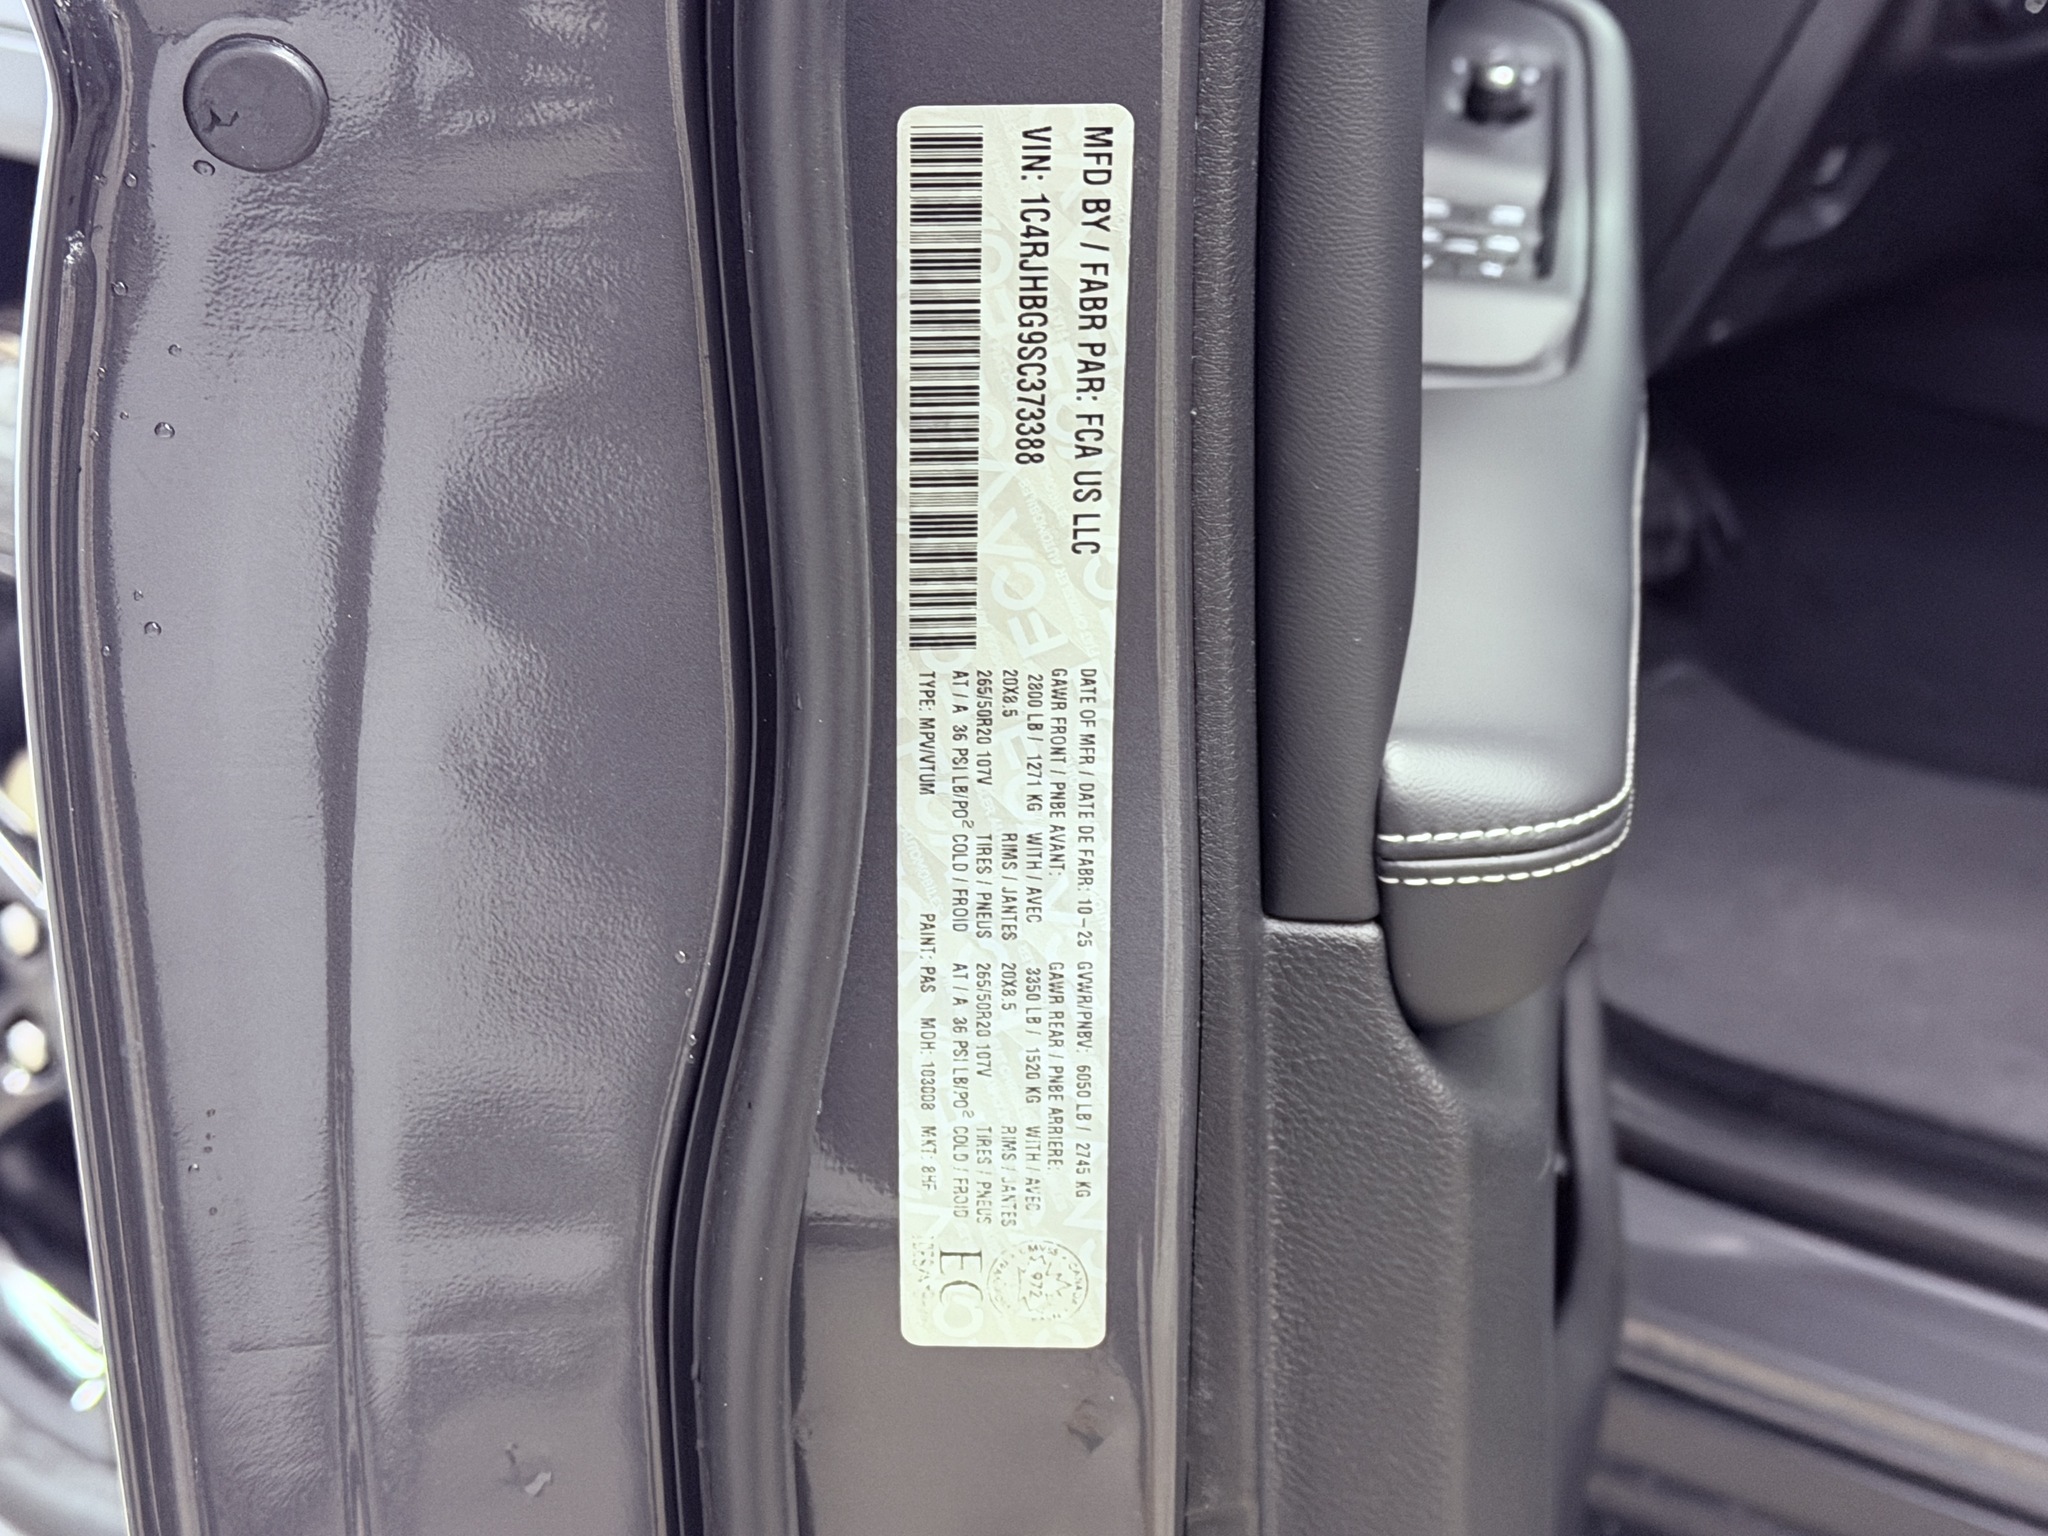 MFD BY / FABR PAR: FCA US LLC
VIN: 1C4RJHBG9SC373388
DATE OF MFR / DATE DE FABR: 10-25 GVWR/PNBV: 6050 LB / 2745 KG
GAWR FRONT / PNBE AVANT: GAWR REAR / PNBE ARRIERE:
2800 LB / 1271 KG WITH / AVEC 3350 LB / 1520 KG WITH / AVEC
20X8.5 RIMS / JANTES 20X8.5 RIMS / JANTES
265/50R20 107V TIRES / PNEUS 265/50R20 107V TIRES / PNEUS
AT / A 36 PSI LB/PO² COLD / FROID AT / A 36 PSI LB/PO² COLD / FROID
TYPE: MPV/VTUM PAINT: PAS MDH: 103008 MKT:
972